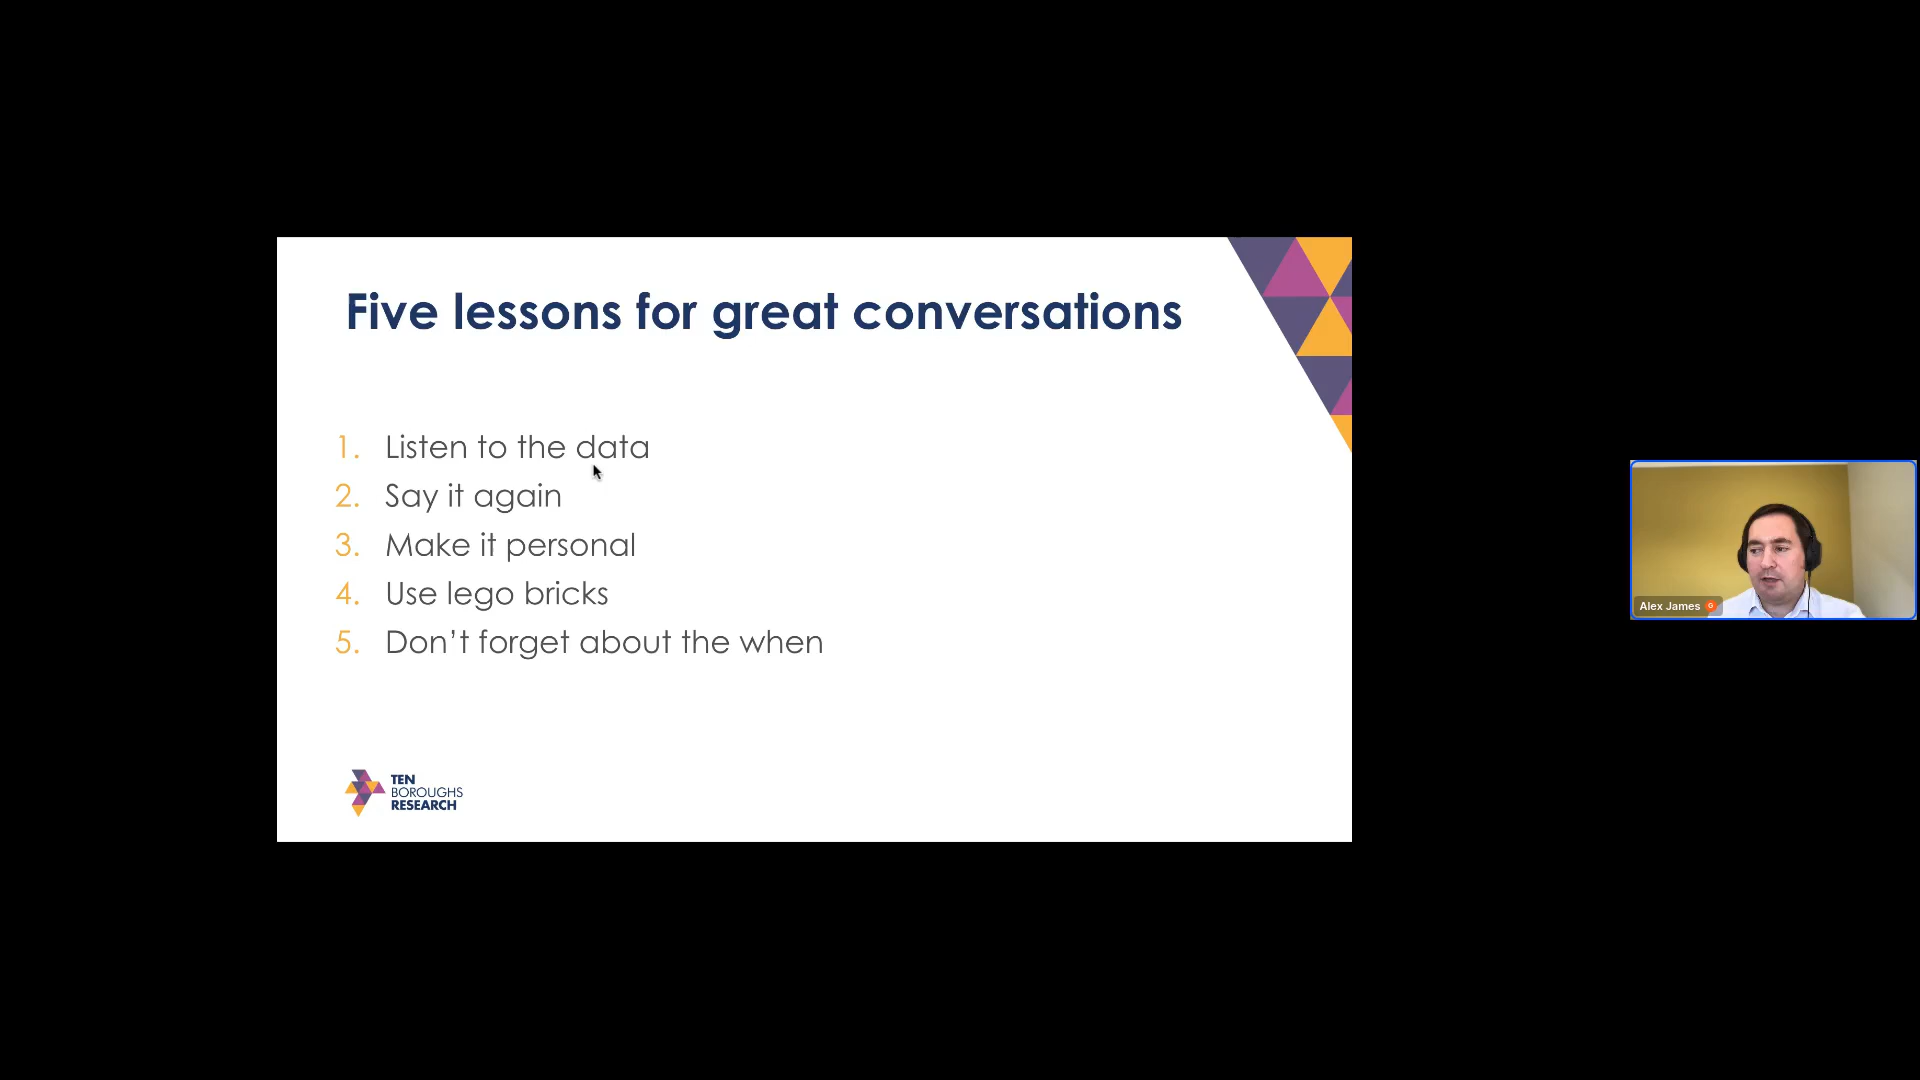 Five lessons for great conversations
1. Listen to the data
2. Say it again
3. Make it personal
4. Use lego bricks
5. Don’t forget about the when
TEN
BOROUGHS
RESEARCH
Alex James